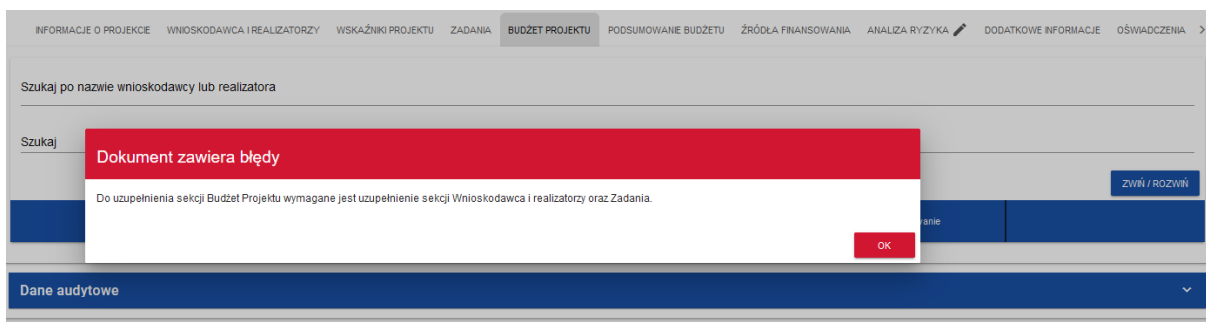 INFORMACJE O PROJEKCIE WNIOSKODAWCA I REALIZATORZY WSKAŹNIKI PROJEKTU ZADANIA BUDŻET PROJEKTU PODSUMOWANIE BUDŻETU ŹRÓDŁA FINANSOWANIA ANALIZA RYZYKA DODATKOWE INFORMACJE OŚWIADCZENIA
Szukaj po nazwie wnioskodawcy lub realizatora
Szukaj
Dokument zawiera błędy
Do uzupełnienia sekcji Budżet Projektu wymagane jest uzupełnienie sekcji Wnioskodawca i realizatorzy oraz Zadania.
ZWIŃ / ROZWIŃ
OK
Dane audytowe